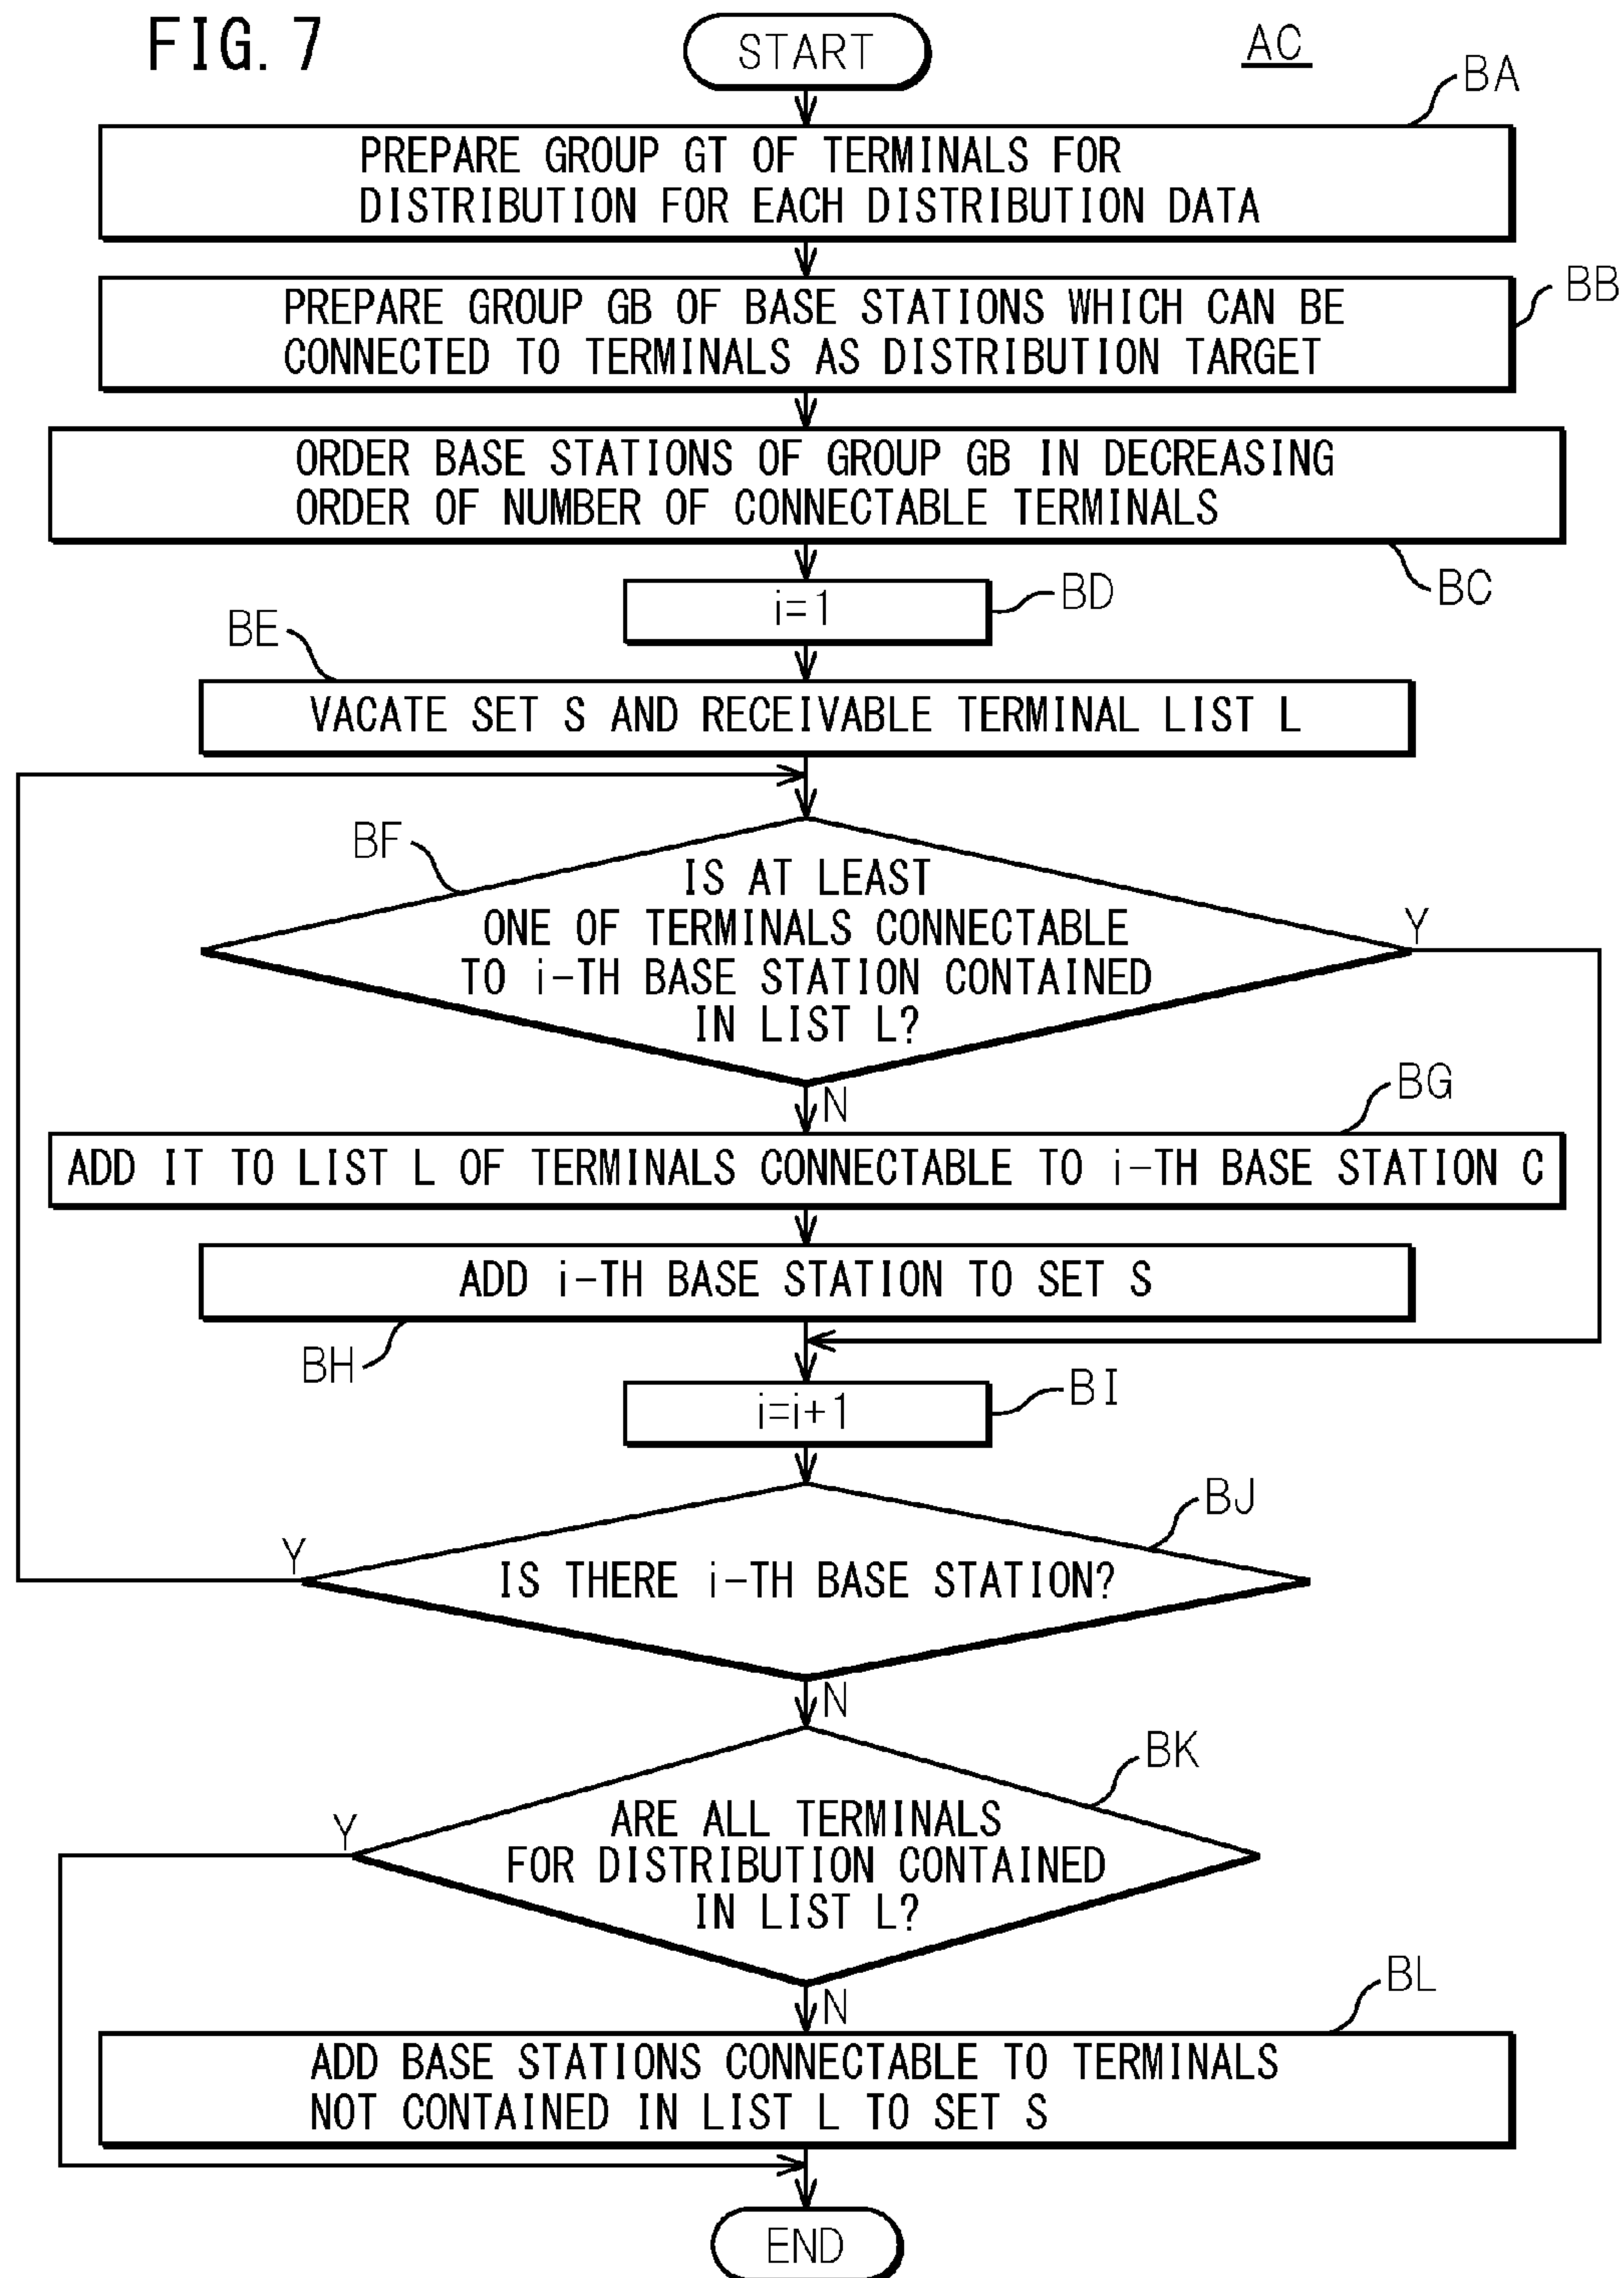 FIG. 7
START
AC
BA
PREPARE GROUP GT OF TERMINALS FOR
DISTRIBUTION FOR EACH DISTRIBUTION DATA
BB
PREPARE GROUP GB OF BASE STATIONS WHICH CAN BE
CONNECTED TO TERMINALS AS DISTRIBUTION TARGET
ORDER BASE STATIONS OF GROUP GB IN DECREASING
ORDER OF NUMBER OF CONNECTABLE TERMINALS
BC
i=1
BD
BE
VACATE SET S AND RECEIVABLE TERMINAL LIST L
BF
IS AT LEAST
ONE OF TERMINALS CONNECTABLE
TO i-TH BASE STATION CONTAINED
IN LIST L?
Y
N
BG
ADD IT TO LIST L OF TERMINALS CONNECTABLE TO i-TH BASE STATION C
ADD i-TH BASE STATION TO SET S
BH
i=i+1
BI
BJ
Y
IS THERE i-TH BASE STATION?
N
BK
Y
ARE ALL TERMINALS
FOR DISTRIBUTION CONTAINED
IN LIST L?
N
BL
ADD BASE STATIONS CONNECTABLE TO TERMINALS
NOT CONTAINED IN LIST L TO SET S
END